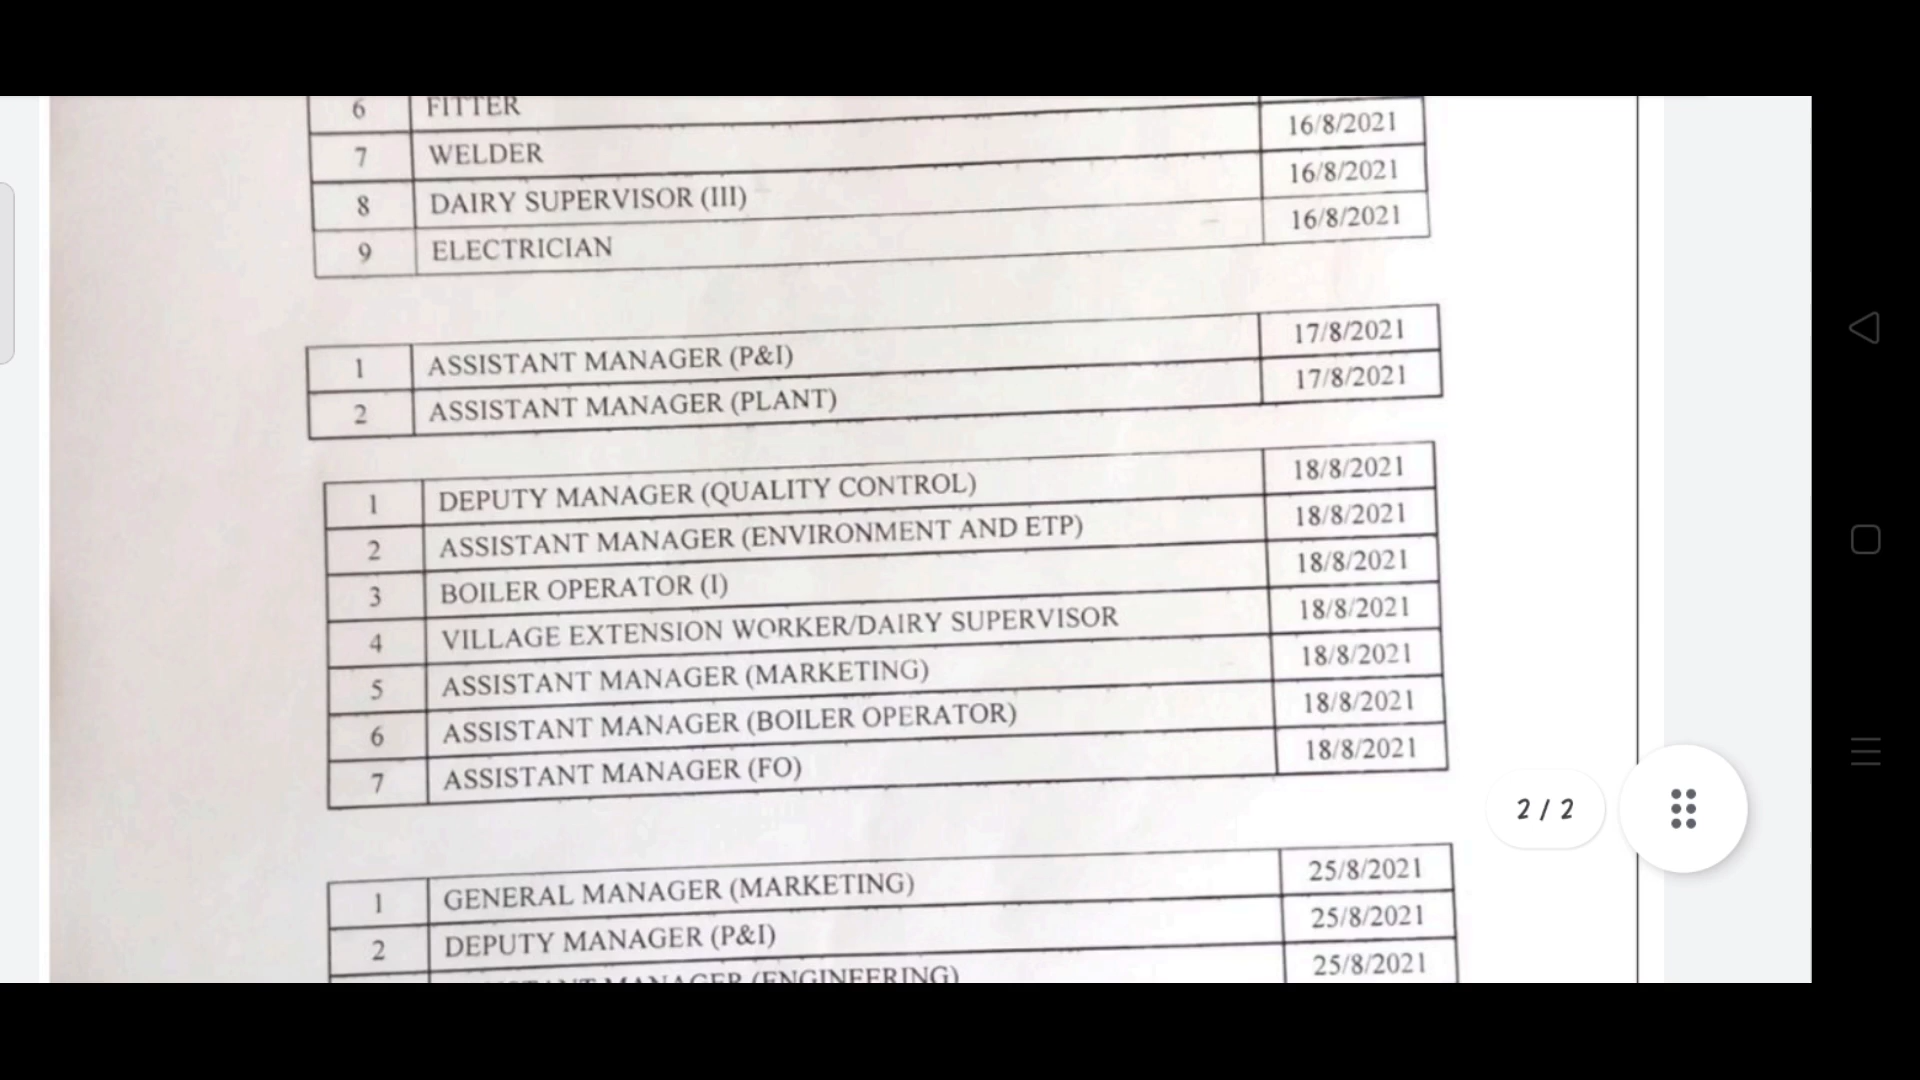 6 FITTER
7 WELDER 16/8/2021
8 DAIRY SUPERVISOR (III) 16/8/2021
9 ELECTRICIAN 16/8/2021
1 ASSISTANT MANAGER (P&I) 17/8/2021
2 ASSISTANT MANAGER (PLANT) 17/8/2021
1 DEPUTY MANAGER (QUALITY CONTROL) 18/8/2021
2 ASSISTANT MANAGER (ENVIRONMENT AND ETP) 18/8/2021
3 BOILER OPERATOR (I) 18/8/2021
4 VILLAGE EXTENSION WORKER/DAIRY SUPERVISOR 18/8/2021
5 ASSISTANT MANAGER (MARKETING) 18/8/2021
6 ASSISTANT MANAGER (BOILER OPERATOR) 18/8/2021
7 ASSISTANT MANAGER (FO) 18/8/2021
2 / 2
1 GENERAL MANAGER (MARKETING) 25/8/2021
2 DEPUTY MANAGER (P&I) 25/8/2021
MANAGER (ENGINEERING) 25/8/2021